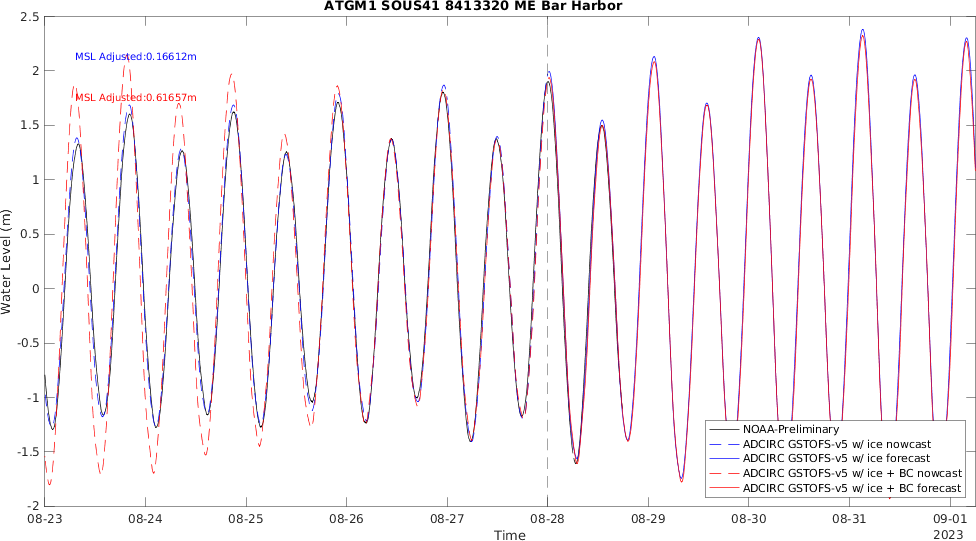 ATGM1 SOUS41 8413320 ME Bar Harbor
2.5
2
1.5
1
0.5
0
-0.5
-1
-1.5
-2
Water Level (m)
MSL Adjusted:0.16612m
MSL Adjusted:0.61657m
NOAA-Preliminary
ADCIRC GSTOFS-v5 w/ ice nowcast
ADCIRC GSTOFS-v5 w/ ice forecast
ADCIRC GSTOFS-v5 w/ ice + BC nowcast
ADCIRC GSTOFS-v5 w/ ice + BC forecast
08-23 08-24 08-25 08-26 08-27 08-28 08-29 08-30 08-31 09-01
2023
Time